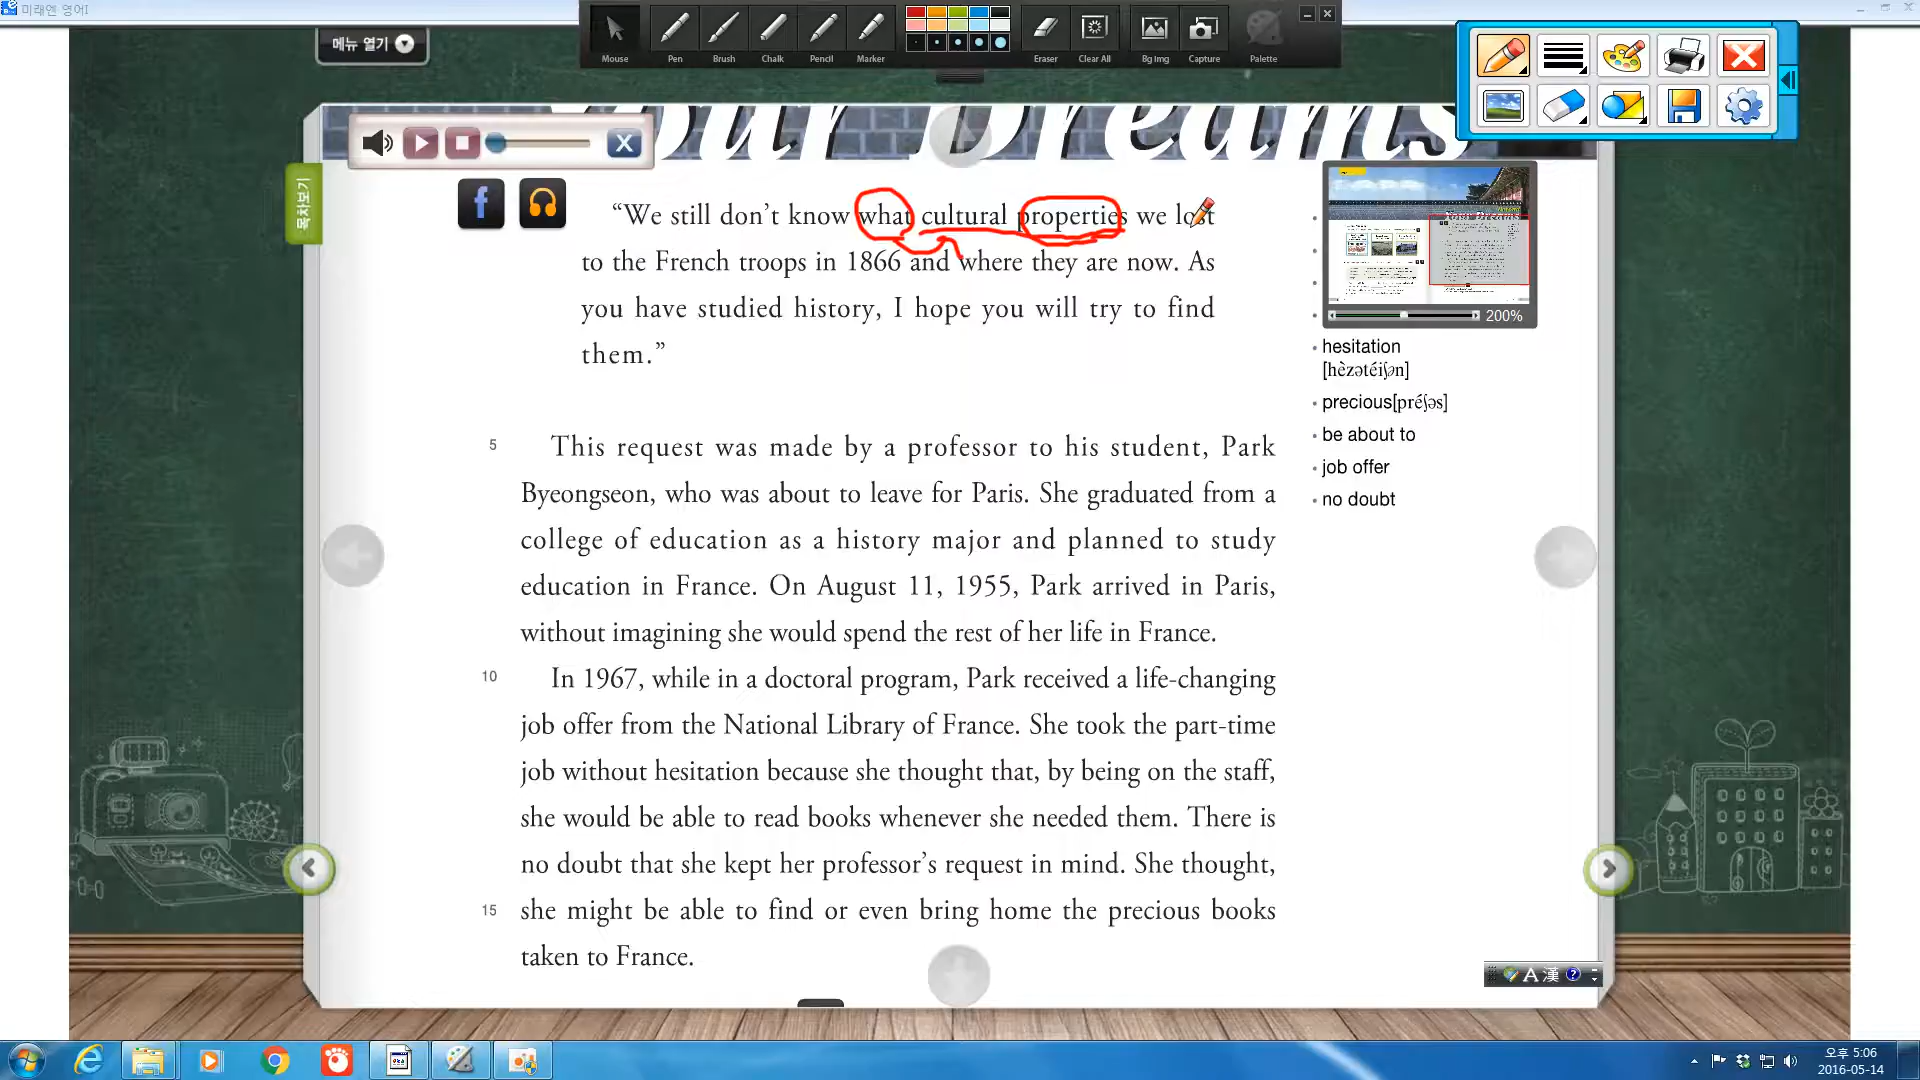 미래엔 영어I
메뉴 열기
Mouse
Pen
Brush
Chalk
Pencil
Marker
Eraser
Clear All
Bg Img
Capture
Palette
our Dreams
목차보기
“We still don’t know what cultural properties we lost
to the French troops in 1866 and where they are now. As
you have studied history, I hope you will try to find
them.”
5 This request was made by a professor to his student, Park
Byeongseon, who was about to leave for Paris. She graduated from a
college of education as a history major and planned to study
education in France. On August 11, 1955, Park arrived in Paris,
without imagining she would spend the rest of her life in France.
10 In 1967, while in a doctoral program, Park received a life-changing
job offer from the National Library of France. She took the part-time
job without hesitation because she thought that, by being on the staff,
she would be able to read books whenever she needed them. There is
no doubt that she kept her professor’s request in mind. She thought,
15 she might be able to find or even bring home the precious books
taken to France.
200%
• hesitation
[hèzətéiʃən]
• precious[préʃəs]
• be about to
• job offer
• no doubt
A 漢 ?
오후 5:06
2016-05-14